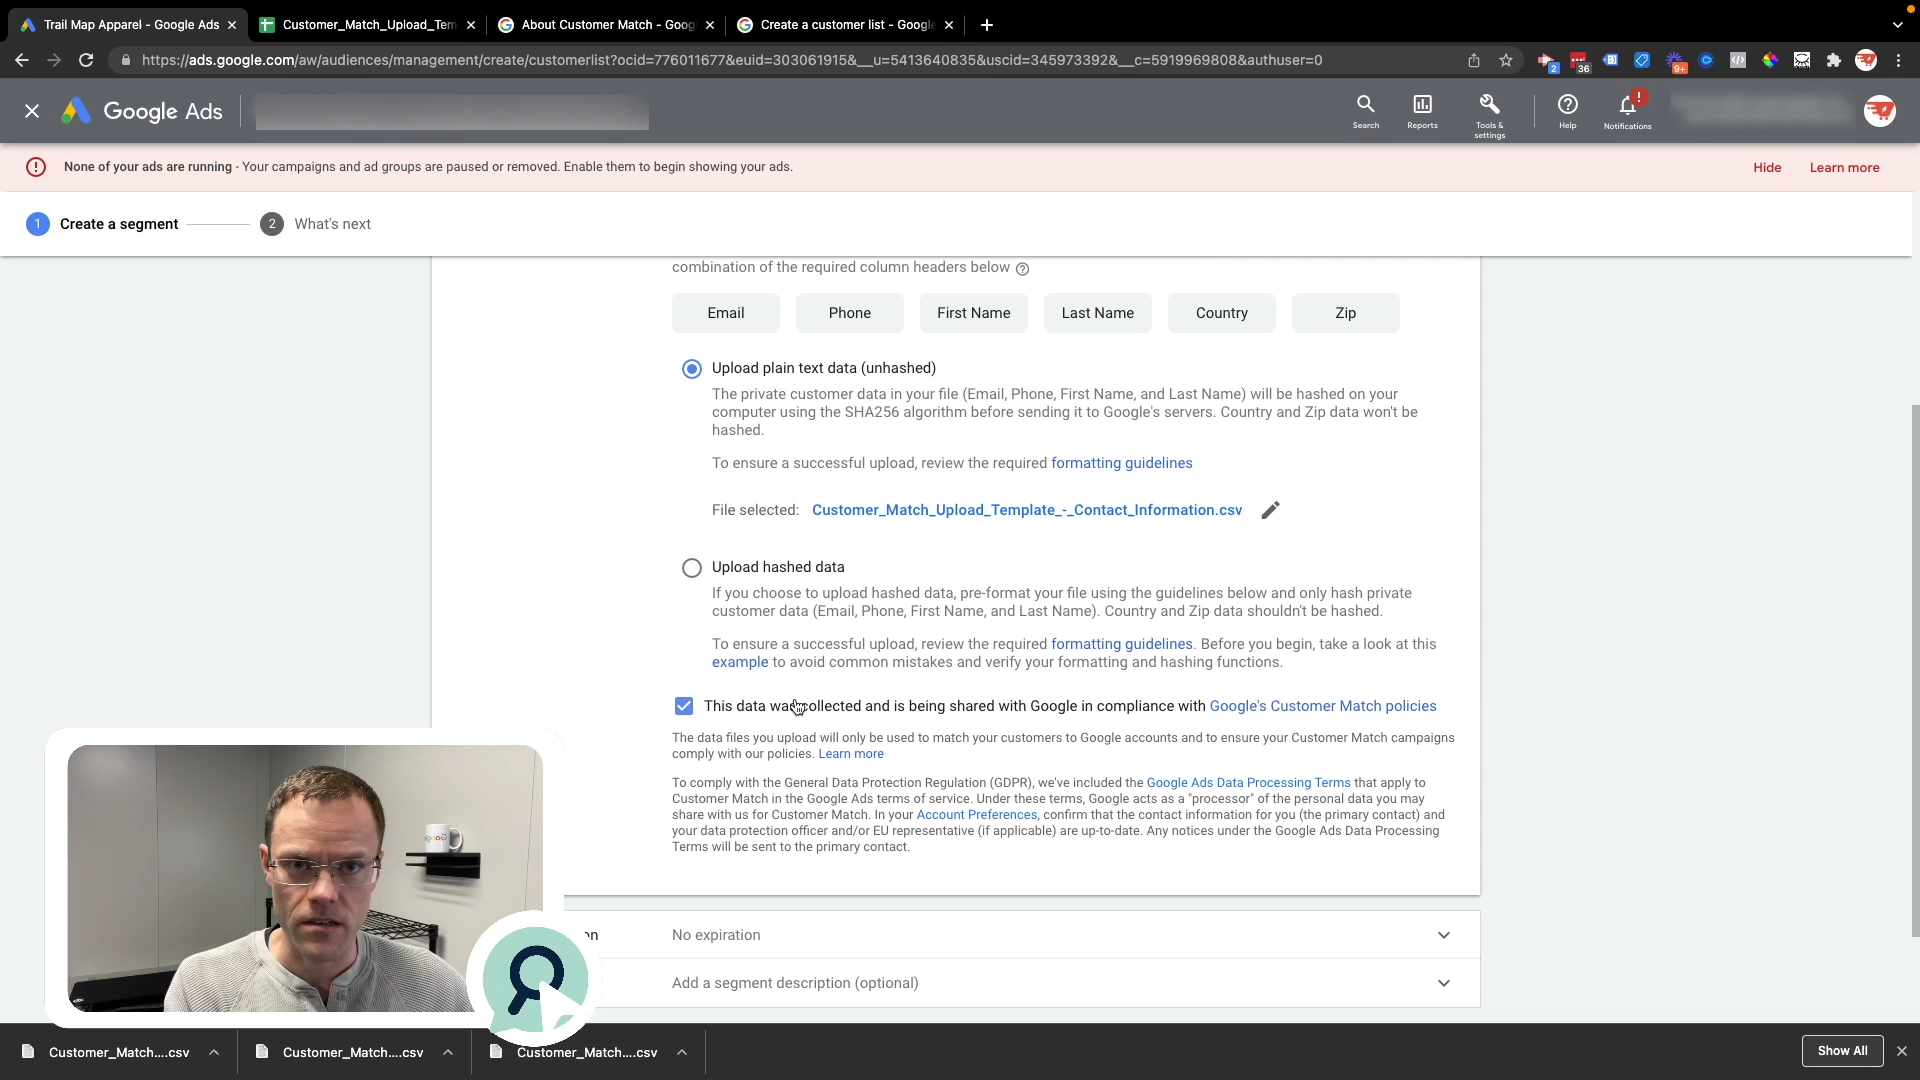 Trail Map Apparel - Google Ads
Customer_Match_Upload_Tem
About Customer Match - Goog
Create a customer list - Google
https://ads.google.com/aw/audiences/management/create/customerlist?ocid=776011677&euid=303061915&__u=5413640835&uscid=345973392&__c=5919969808&authuser=0
2
36
9+
Google Ads
Search
Reports
Tools &
settings
Help
!
Notifications
None of your ads are running - Your campaigns and ad groups are paused or removed. Enable them to begin showing your ads.
Hide
Learn more
1 Create a segment
2 What's next
combination of the required column headers below
Email
Phone
First Name
Last Name
Country
Zip
Upload plain text data (unhashed)
The private customer data in your file (Email, Phone, First Name, and Last Name) will be hashed on your
computer using the SHA256 algorithm before sending it to Google's servers. Country and Zip data won't be
hashed.
To ensure a successful upload, review the required formatting guidelines
File selected: Customer_Match_Upload_Template_-_Contact_Information.csv
Upload hashed data
If you choose to upload hashed data, pre-format your file using the guidelines below and only hash private
customer data (Email, Phone, First Name, and Last Name). Country and Zip data shouldn't be hashed.
To ensure a successful upload, review the required formatting guidelines. Before you begin, take a look at this
example to avoid common mistakes and verify your formatting and hashing functions.
This data was collected and is being shared with Google in compliance with Google's Customer Match policies
The data files you upload will only be used to match your customers to Google accounts and to ensure your Customer Match campaigns
comply with our policies. Learn more
To comply with the General Data Protection Regulation (GDPR), we've included the Google Ads Data Processing Terms that apply to
Customer Match in the Google Ads terms of service. Under these terms, Google acts as a "processor" of the personal data you may
share with us for Customer Match. In your Account Preferences, confirm that the contact information for you (the primary contact) and
your data protection officer and/or EU representative (if applicable) are up-to-date. Any notices under the Google Ads Data Processing
Terms will be sent to the primary contact.
on
No expiration
Add a segment description (optional)
Customer_Match....csv
Customer_Match....csv
Customer_Match....csv
Show All